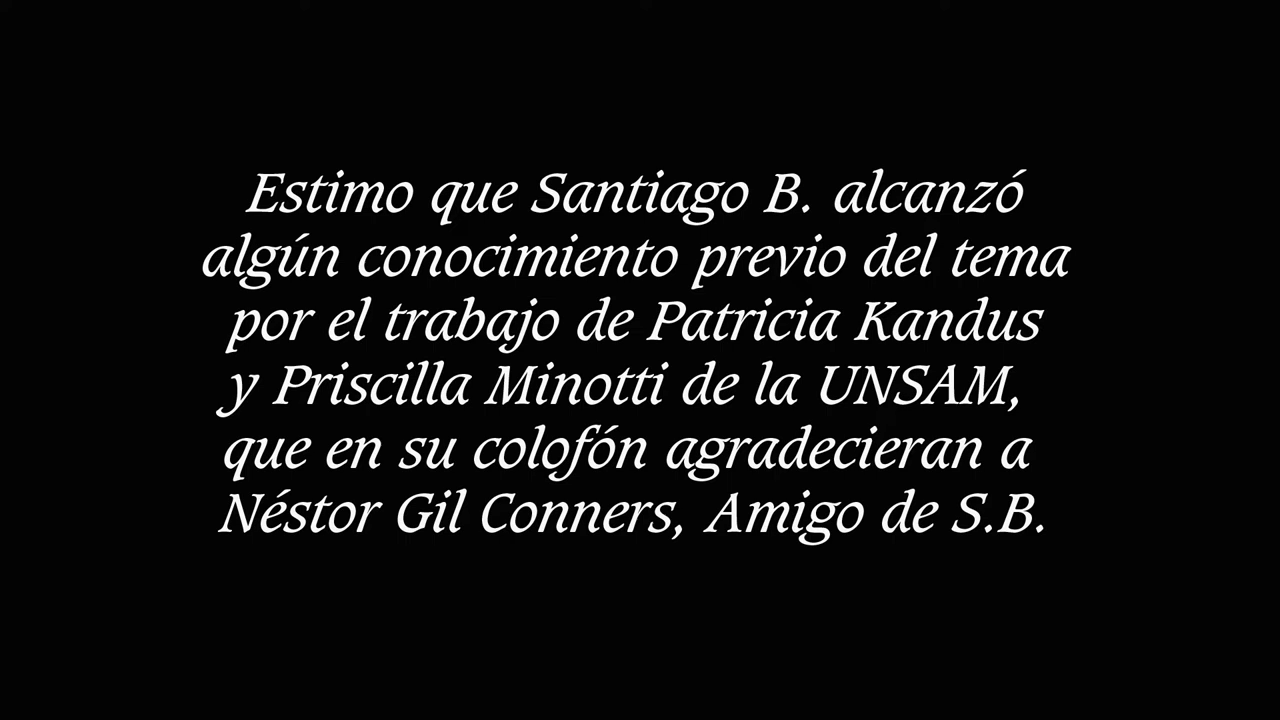 Estimo que Santiago B. alcanzó
algún conocimiento previo del tema
por el trabajo de Patricia Kandus
y Priscilla Minotti de la UNSAM,
que en su colofón agradecieran a
Néstor Gil Conners, Amigo de S.B.